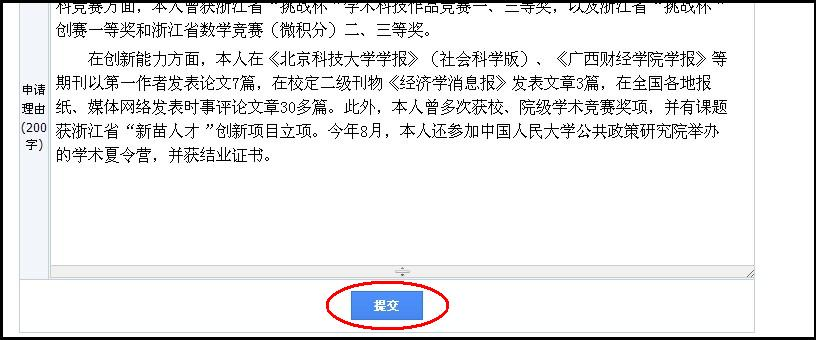 科竞赛方面，本人曾获浙江省“挑战杯”学术科技作品竞赛一、三等奖，以及浙江省“挑战杯”
创赛一等奖和浙江省数学竞赛（微积分）二、三等奖。
在创新能力方面，本人在《北京科技大学学报》（社会科学版）、《广西财经学院学报》等
期刊以第一作者发表论文7篇，在校定二级刊物《经济学消息报》发表文章3篇，在全国各地报
纸、媒体网络发表时事评论文章30多篇。此外，本人曾多次获校、院级学术竞赛奖项，并有课题
获浙江省“新苗人才”创新项目立项。今年8月，本人还参加中国人民大学公共政策研究院举办
的学术夏令营，并获结业证书。
申请
理由
(200
字)
提交